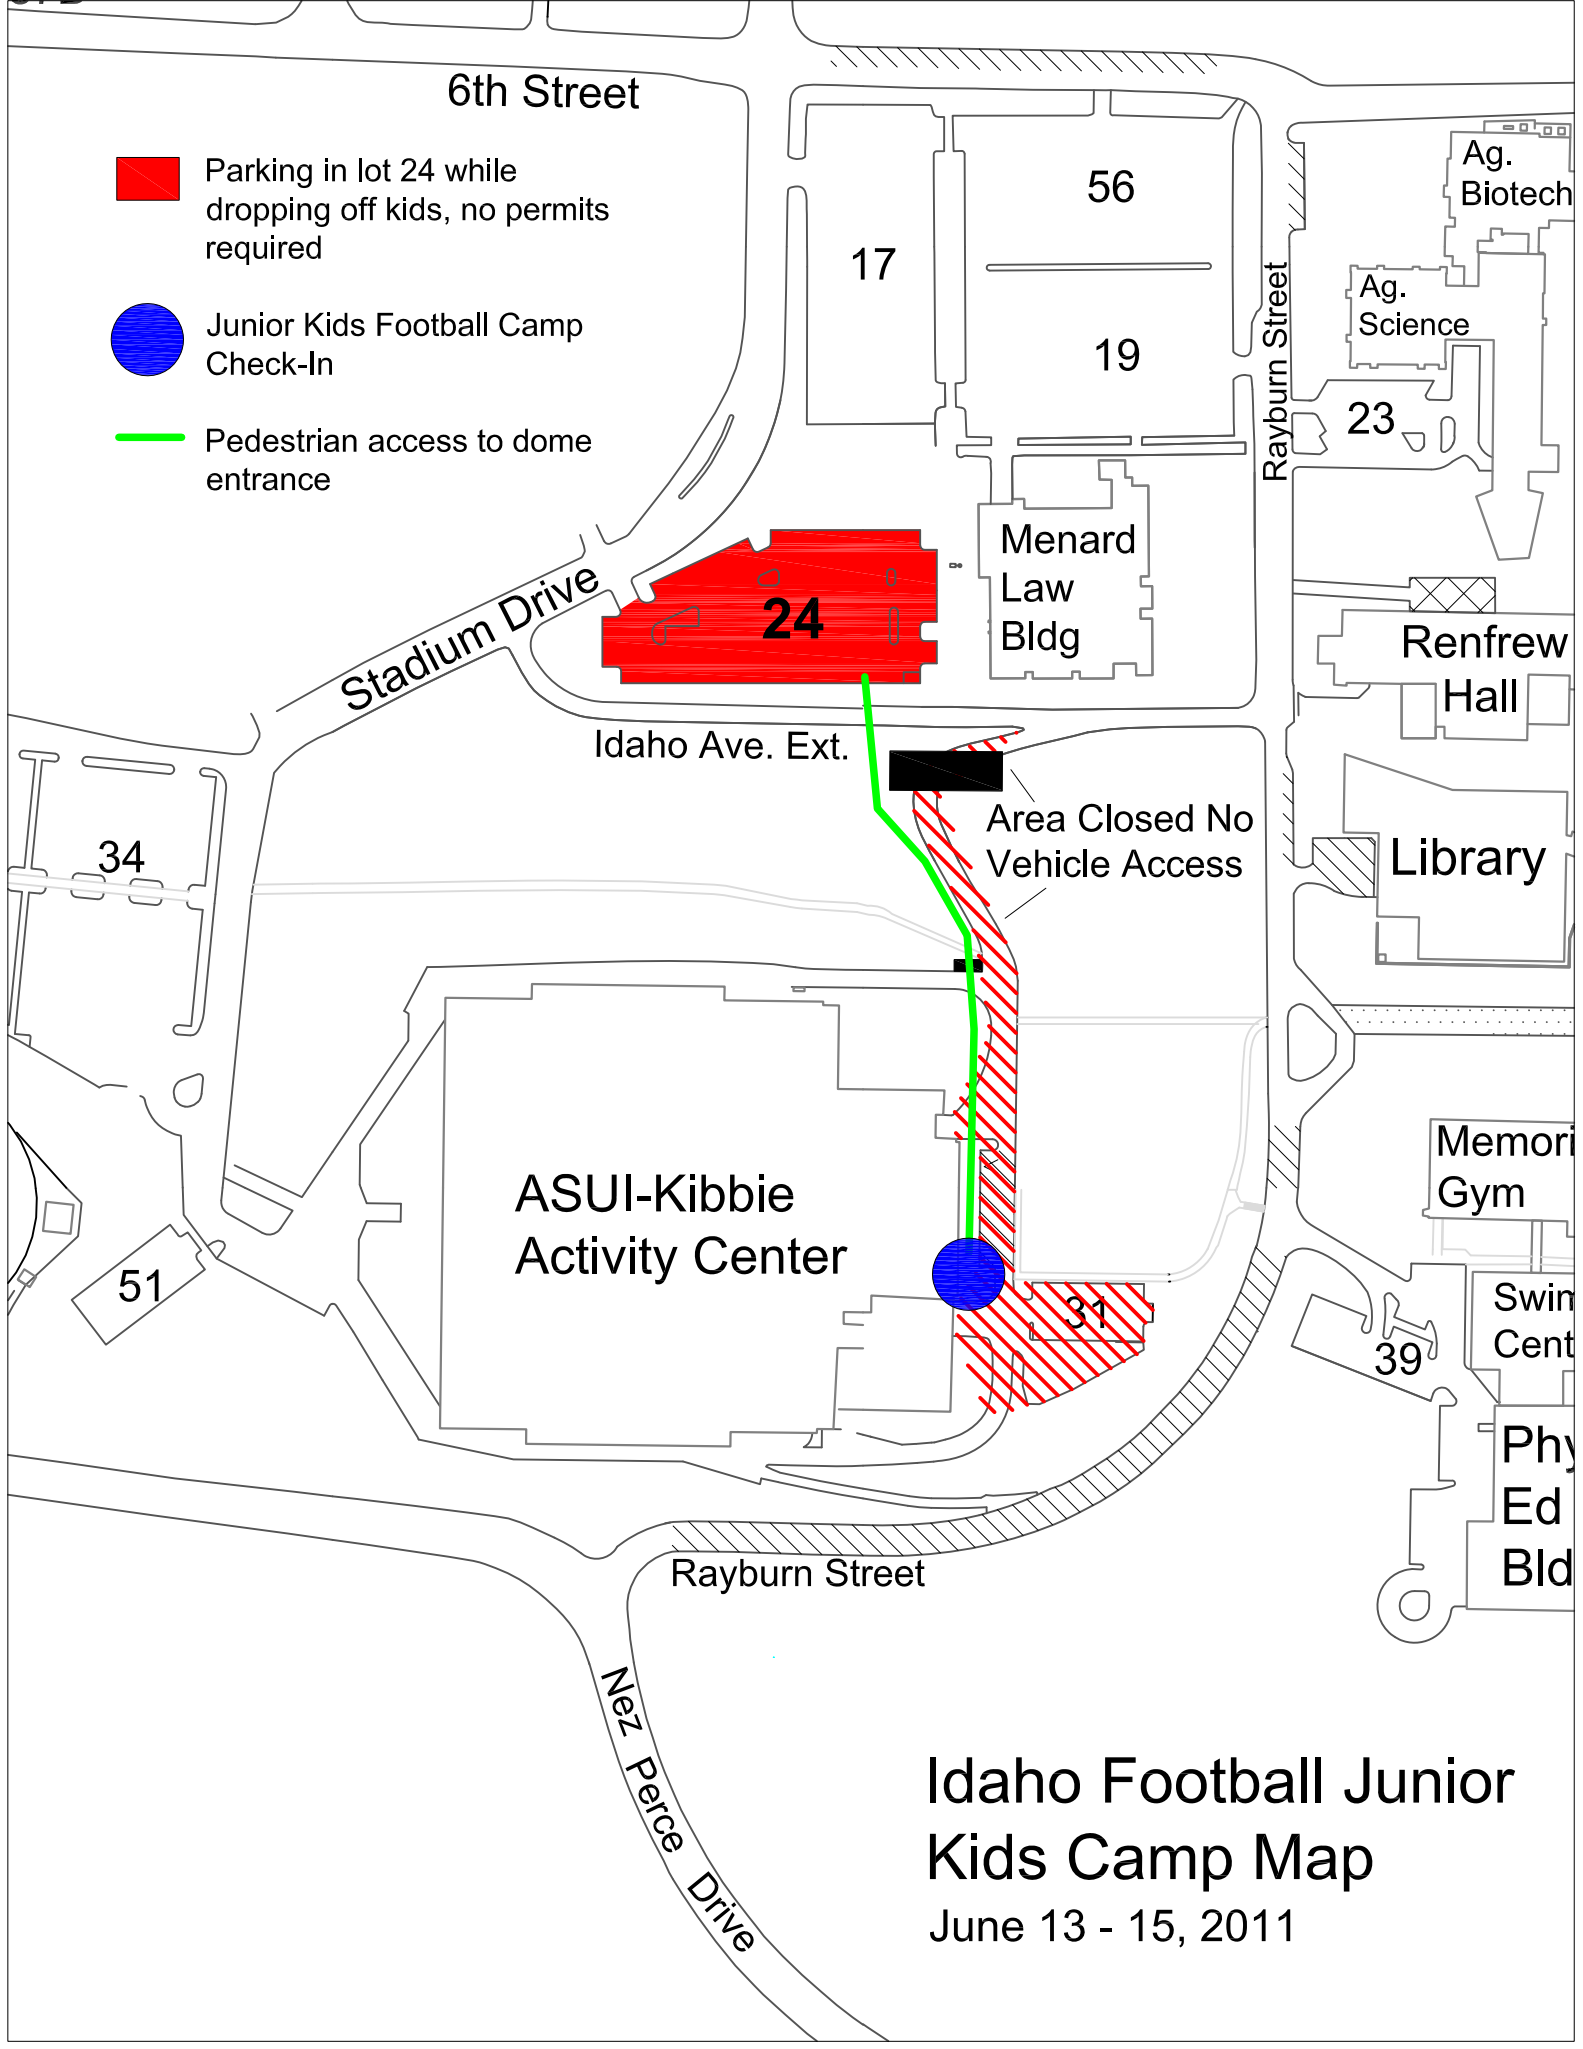 6th Street
Parking in lot 24 while
dropping off kids, no permits
required
Junior Kids Football Camp
Check-In
Pedestrian access to dome
entrance
17
56
19
Rayburn Street
Ag.
Biotech
Ag.
Science
23
Stadium Drive
24
Menard
Law
Bldg
Renfrew
Hall
Idaho Ave. Ext.
Area Closed No
Vehicle Access
Library
34
ASUI-Kibbie
Activity Center
51
31
Memori
Gym
Swim
Cent
39
Phy
Ed
Bld
Rayburn Street
Nez Perce Drive
Idaho Football Junior
Kids Camp Map
June 13 - 15, 2011